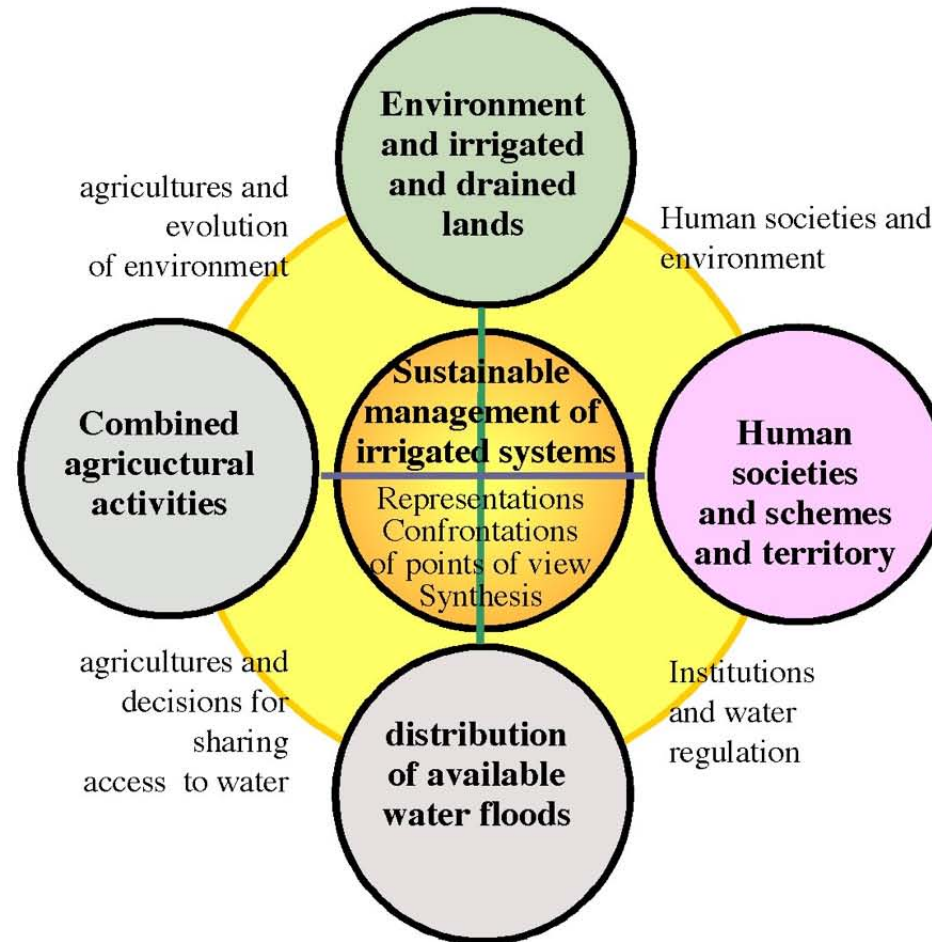 Environment
and irrigated
and drained
lands
agricultures and
evolution
of environment
Human societies and
environment
Combined
agricuctural
activities
Sustainable
management of
irrigated systems
Representations
Confrontations
of points of view
Synthesis
Human
societies
and schemes
and territory
agricultures and
decisions for
sharing
access to water
distribution
of available
water floods
Institutions
and water
regulation